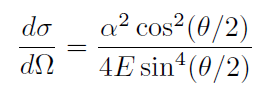 dσ/dΩ = α² cos²(θ/2) / 4E sin⁴(θ/2)